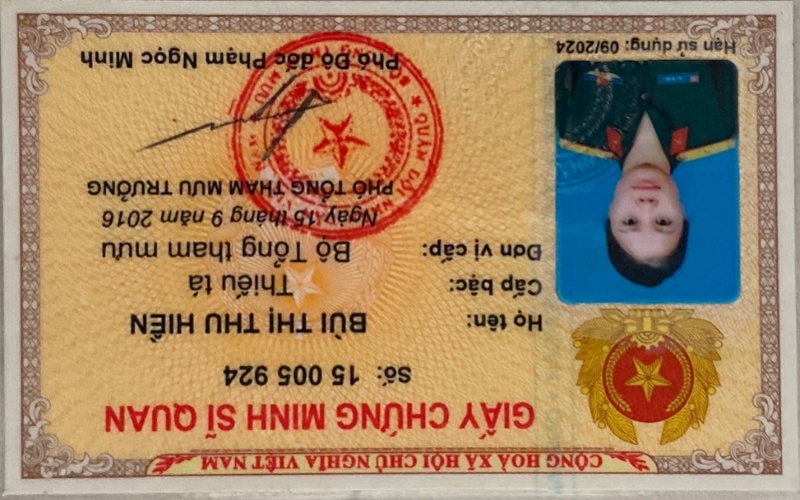 CỘNG HOÀ XÃ HỘI CHỦ NGHĨA VIỆT NAM
GIẤY CHỨNG MINH SĨ QUAN
Số: 15 005 924
Họ tên: BÙI THỊ THU HIỀN
Cấp bậc: Thiếu tá
Đơn vị cấp: Bộ Tổng tham mưu
Ngày 15 tháng 9 năm 2016
PHÓ TỔNG THAM MƯU TRƯỞNG
Phó Đô đốc Phạm Ngọc Minh
Hạn sử dụng: 09/2024
QUÂN ĐỘI